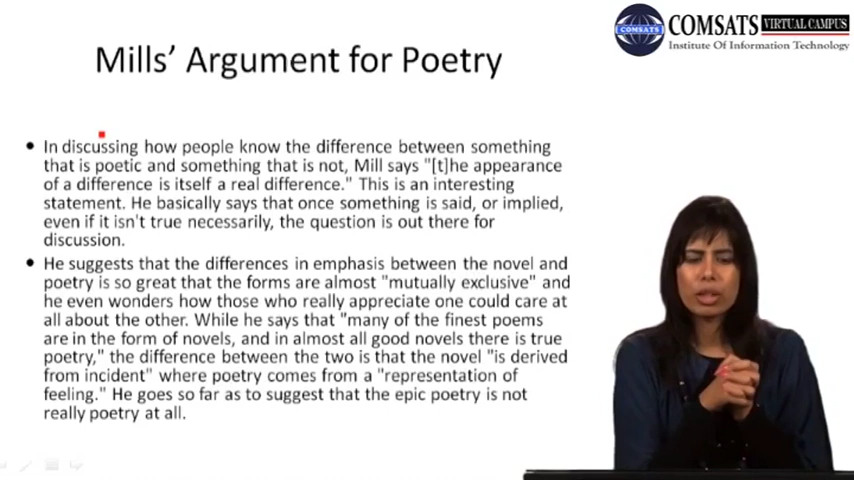 COMSATS VIRTUAL CAMPUS
COMSATS
Institute Of Information Technology
Mills' Argument for Poetry
• In discussing how people know the difference between something
that is poetic and something that is not, Mill says "[t]he appearance
of a difference is itself a real difference." This is an interesting
statement. He basically says that once something is said, or implied,
even if it isn't true necessarily, the question is out there for
discussion.
• He suggests that the differences in emphasis between the novel and
poetry is so great that the forms are almost "mutually exclusive" and
he even wonders how those who really appreciate one could care at
all about the other. While he says that "many of the finest poems
are in the form of novels, and in almost all good novels there is true
poetry," the difference between the two is that the novel "is derived
from incident" where poetry comes from a "representation of
feeling." He goes so far as to suggest that the epic poetry is not
really poetry at all.